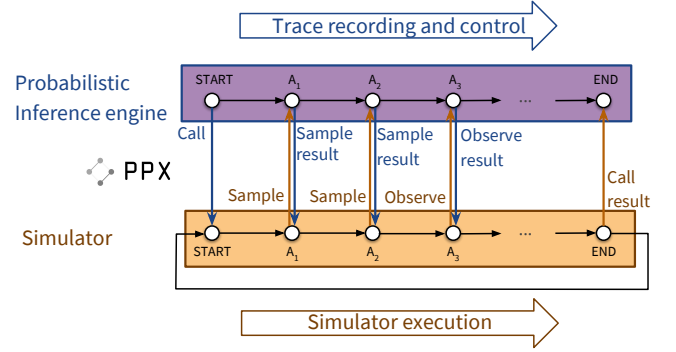 Trace recording and control
Probabilistic
Inference engine
START A₁ A₂ A₃ ... END
Call
Sample
result
Sample
result
Observe
result
PPX
Sample
Sample
Observe
Call
result
Simulator
START A₁ A₂ A₃ ... END
Simulator execution